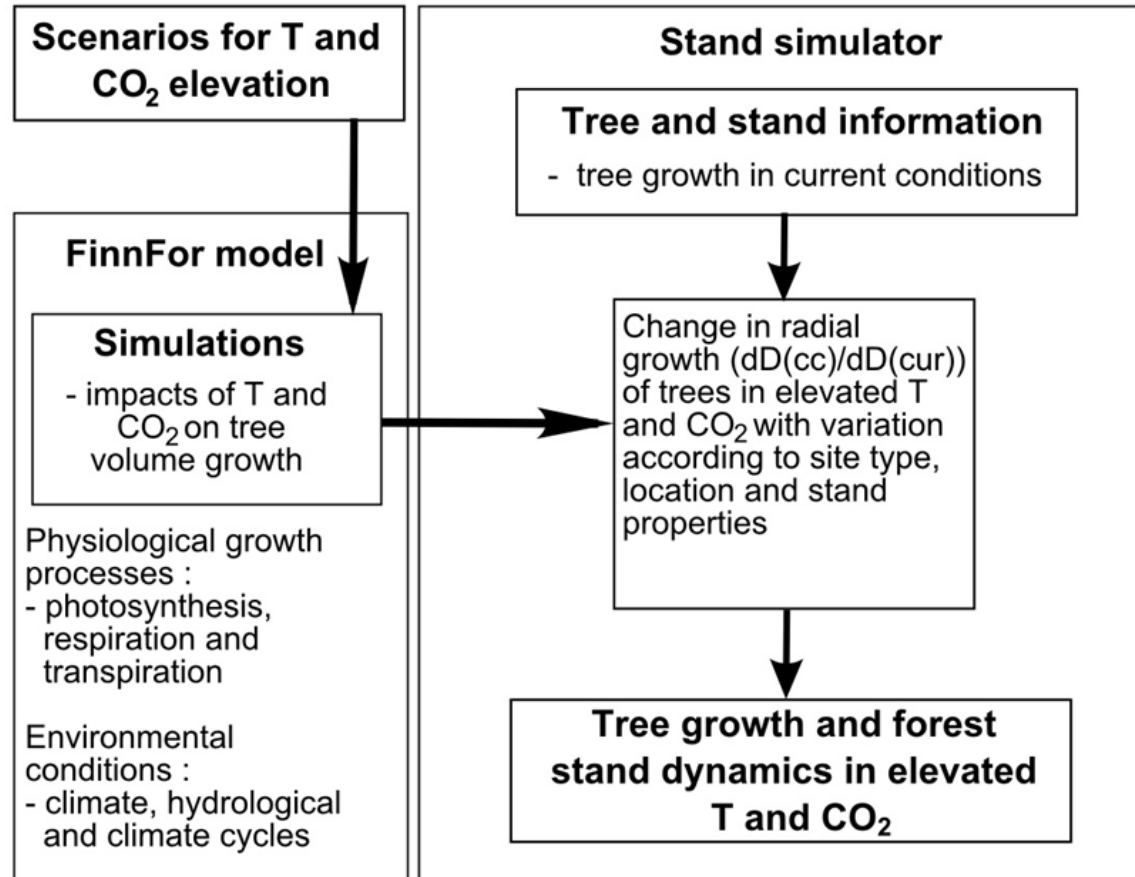 Scenarios for T and
CO₂ elevation
FinnFor model
Simulations
- impacts of T and
CO₂ on tree
volume growth
Physiological growth
processes :
- photosynthesis,
respiration and
transpiration
Environmental
conditions :
- climate, hydrological
and climate cycles
Stand simulator
Tree and stand information
- tree growth in current conditions
Change in radial
growth (dD(cc)/dD(cur))
of trees in elevated T
and CO₂ with variation
according to site type,
location and stand
properties
Tree growth and forest
stand dynamics in elevated
T and CO₂